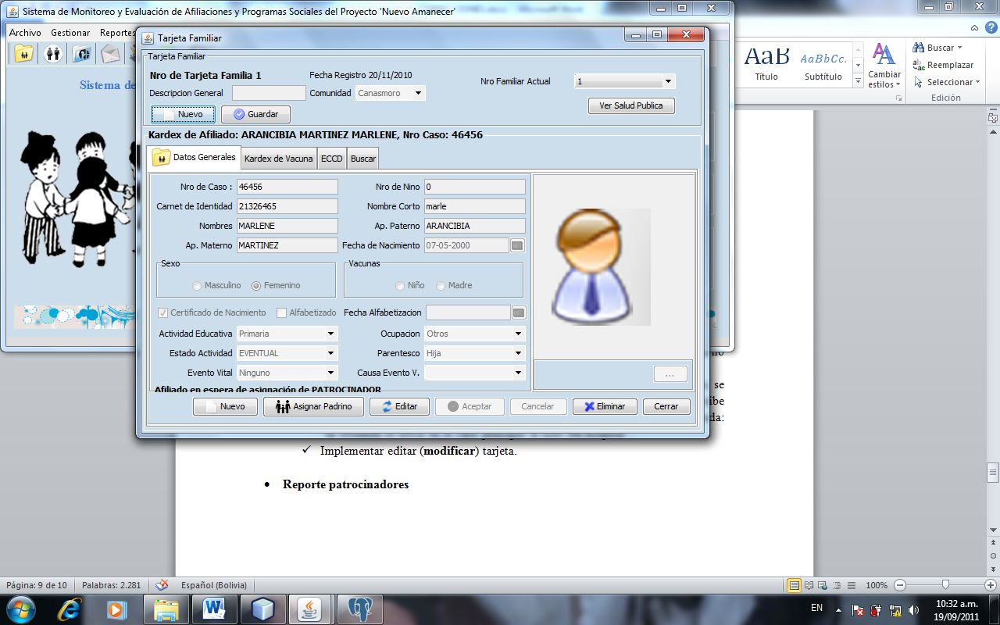 Sistema de Monitoreo y Evaluación de Afiliaciones y Programas Sociales del Proyecto 'Nuevo Amanecer'
Archivo Gestionar Reportes
Sistema de
Tarjeta Familiar
Tarjeta Familiar
Nro de Tarjeta Familia 1
Fecha Registro 20/11/2010
Nro Familiar Actual 1
Descripcion General
Comunidad Canasmoro
Ver Salud Publica
Nuevo Guardar
Kardex de Afiliado: ARANCIBIA MARTINEZ MARLENE, Nro Caso: 46456
Datos Generales Kardex de Vacuna ECCD Buscar
Nro de Caso : 46456 Nro de Nino 0
Carnet de Identidad 21326465 Nombre Corto marle
Nombres MARLENE Ap. Paterno ARANCIBIA
Ap. Materno MARTINEZ Fecha de Nacimiento 07-05-2000
Sexo Vacunas
Masculino Femenino Niño Madre
Certificado de Nacimiento Alfabetizado Fecha Alfabetizacion
Actividad Educativa Primaria Ocupacion Otros
Estado Actividad EVENTUAL Parentesco Hija
Evento Vital Ninguno Causa Evento V.
...
Afiliado en espera de asignación de PATROCINADOR
Nuevo Asignar Padrino Editar Aceptar Cancelar Eliminar Cerrar
AaB AaBbCc.
Título Subtítulo
Cambiar estilos
Buscar
Reemplazar
Seleccionar
Edición
se
da:
Implementar editar (modificar) tarjeta.
• Reporte patrocinadores
Página: 9 de 10 Palabras: 2.281 Español (Bolivia) 100%
EN 10:32 a.m.
19/09/2011